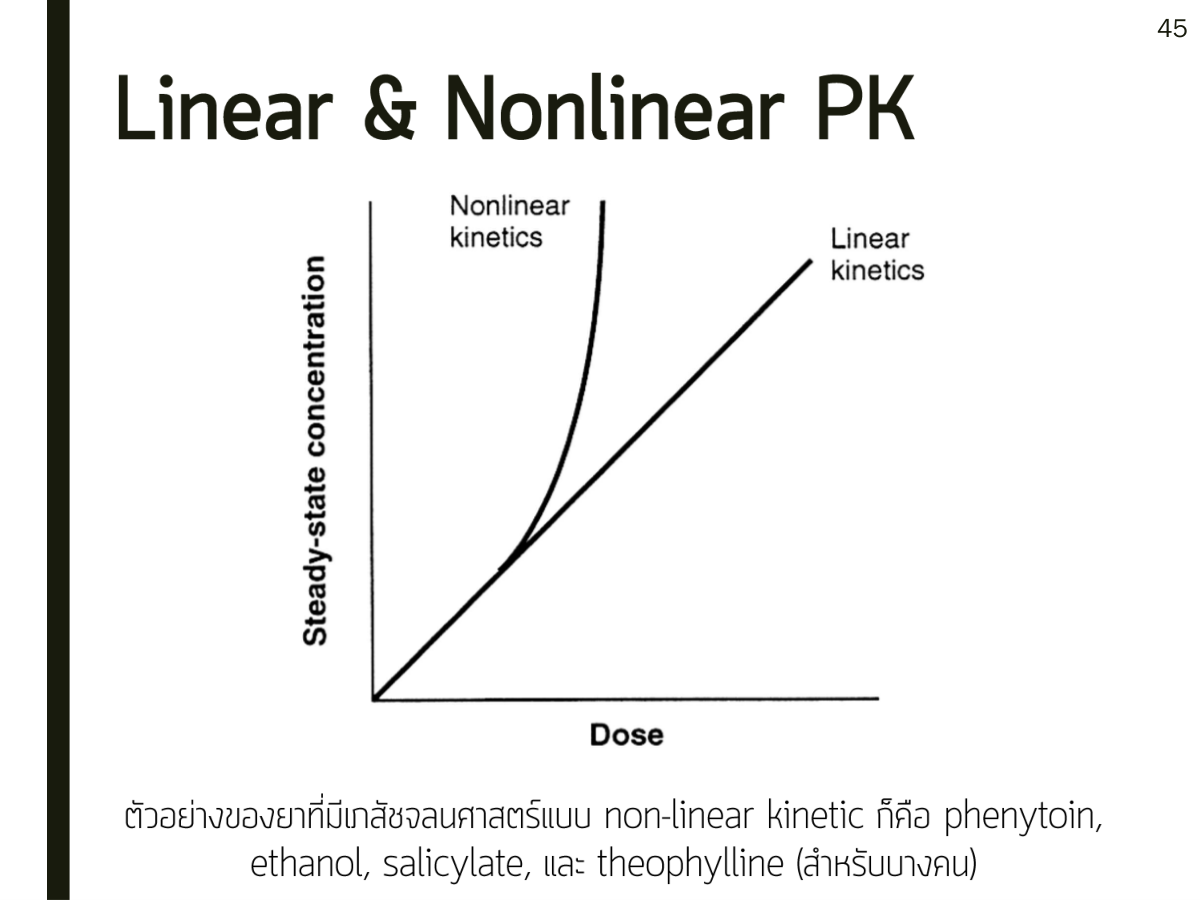 45
Linear & Nonlinear PK
Nonlinear
kinetics
Linear
kinetics
Steady-state concentration
Dose
ตัวอย่างของยาที่มีเภสัชจลนศาสตร์แบบ non-linear kinetic ก็คือ phenytoin,
ethanol, salicylate, และ theophylline (สำหรับบางคน)